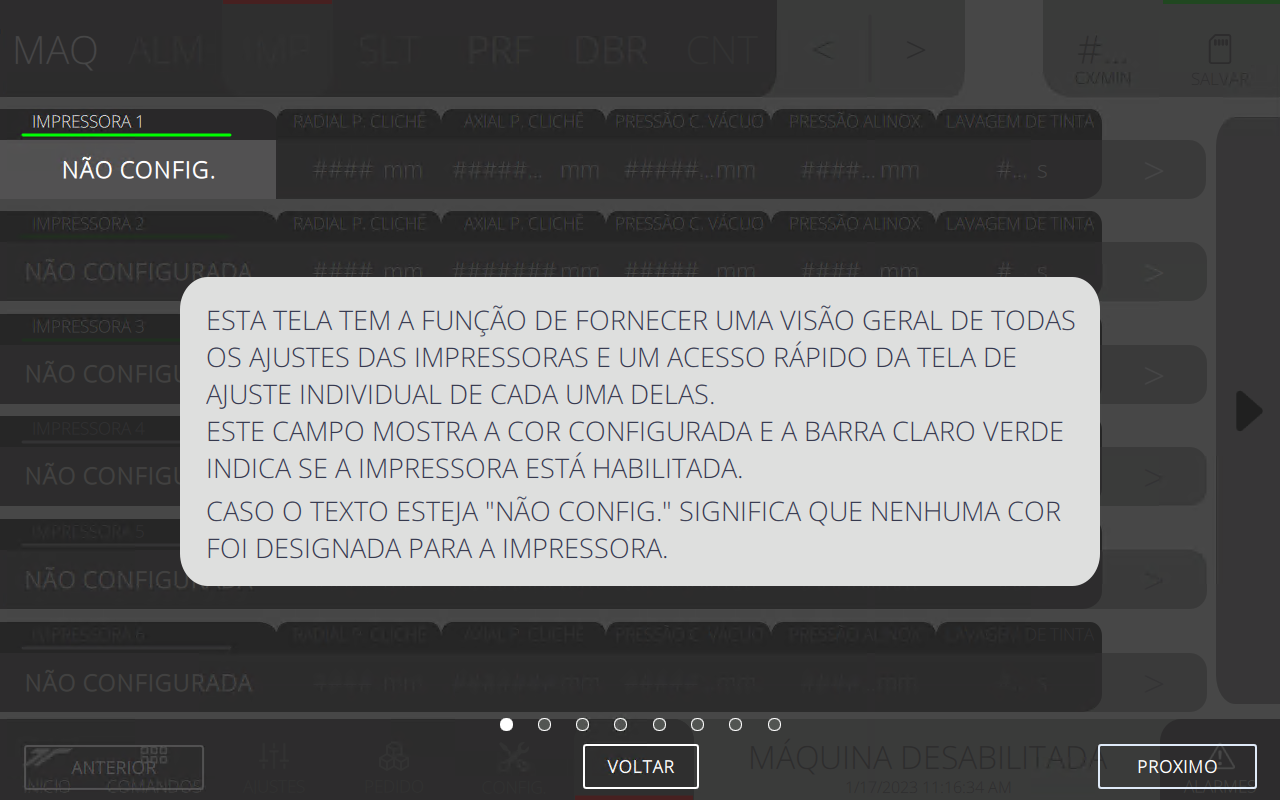 MAQ ALM IMP SLT PRF DBR CNT < > #... CX/MIN SALVAR
IMPRESSORA 1 RADIAL P. CLICHÊ AXIAL P. CLICHÊ PRESSÃO C. VÁCUO PRESSÃO ALINOX LAVAGEM DE TINTA
NÃO CONFIG. #### mm #####... mm #####... mm ####... mm #... s >
IMPRESSORA 2 RADIAL P. CLICHÊ AXIAL P. CLICHÊ PRESSÃO C. VÁCUO PRESSÃO ALINOX LAVAGEM DE TINTA
NÃO CONFIGURADA #### mm ####### mm ##### mm #### mm # s >
ESTA TELA TEM A FUNÇÃO DE FORNECER UMA VISÃO GERAL DE TODAS
OS AJUSTES DAS IMPRESSORAS E UM ACESSO RÁPIDO DA TELA DE
AJUSTE INDIVIDUAL DE CADA UMA DELAS.
ESTE CAMPO MOSTRA A COR CONFIGURADA E A BARRA CLARO VERDE
INDICA SE A IMPRESSORA ESTÁ HABILITADA.
CASO O TEXTO ESTEJA "NÃO CONFIG." SIGNIFICA QUE NENHUMA COR
FOI DESIGNADA PARA A IMPRESSORA.
IMPRESSORA 3
NÃO >
IMPRESSORA 4
NÃO >
IMPRESSORA 5
NÃO CONFIGURADA >
IMPRESSORA 6 RADIAL P. CLICHÊ AXIAL P. CLICHÊ PRESSÃO C. VÁCUO PRESSÃO ALINOX LAVAGEM DE TINTA
NÃO CONFIGURADA #### mm ####### mm #####... mm ####... mm #... s >
ANTERIOR VOLTAR MÁQUINA DESABILITADA PROXIMO
INICIO COMANDOS AJUSTES PEDIDO CONFIG 1/17/2023 11:16:34 AM ALARMES